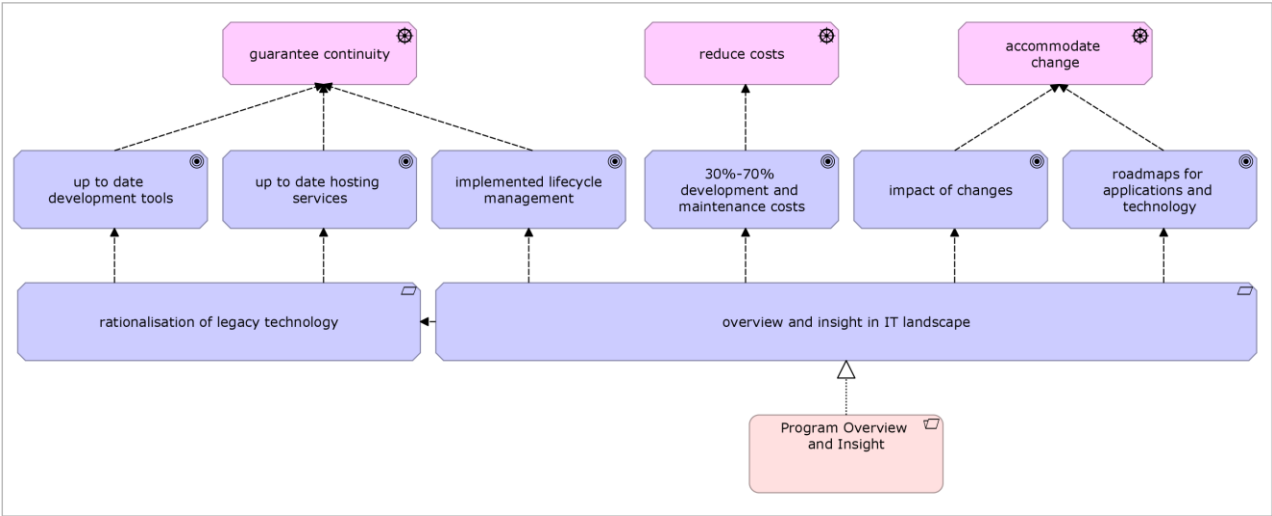 guarantee continuity
reduce costs
accommodate
change
up to date
development tools
up to date hosting
services
implemented lifecycle
management
30%-70%
development and
maintenance costs
impact of changes
roadmaps for
applications and
technology
rationalisation of legacy technology
overview and insight in IT landscape
Program Overview
and Insight